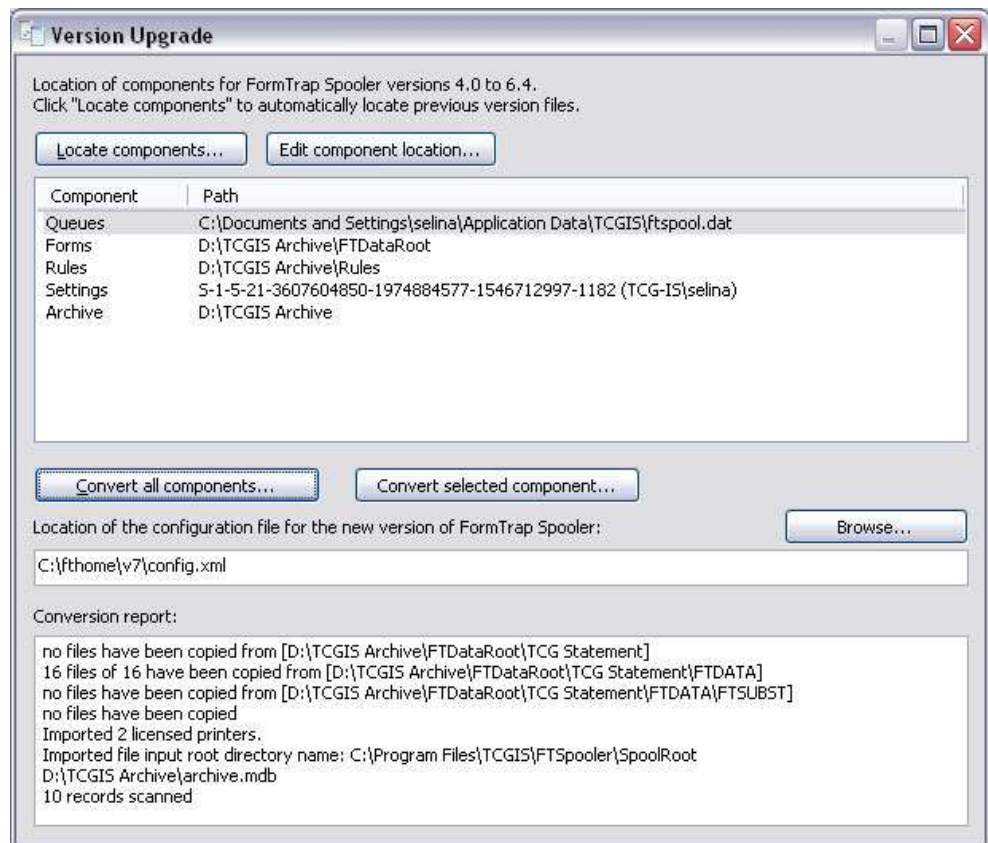 Version Upgrade
Location of components for FormTrap Spooler versions 4.0 to 6.4.
Click "Locate components" to automatically locate previous version files.
Locate components... Edit component location...
Component Path
Queues C:\Documents and Settings\selina\Application Data\TCGIS\ftspool.dat
Forms D:\TCGIS Archive\FTDataRoot
Rules D:\TCGIS Archive\Rules
Settings S-1-5-21-3607604850-1974884577-1546712997-1182 (TCG-IS\selina)
Archive D:\TCGIS Archive
Convert all components... Convert selected component...
Location of the configuration file for the new version of FormTrap Spooler: Browse...
C:\fthome\v7\config.xml
Conversion report:
no files have been copied from [D:\TCGIS Archive\FTDataRoot\TCG Statement]
16 files of 16 have been copied from [D:\TCGIS Archive\FTDataRoot\TCG Statement\FTDATA]
no files have been copied from [D:\TCGIS Archive\FTDataRoot\TCG Statement\FTDATA\FTSUBST]
no files have been copied
Imported 2 licensed printers.
Imported file input root directory name: C:\Program Files\TCGIS\FTSpooler\SpoolRoot
D:\TCGIS Archive\archive.mdb
10 records scanned